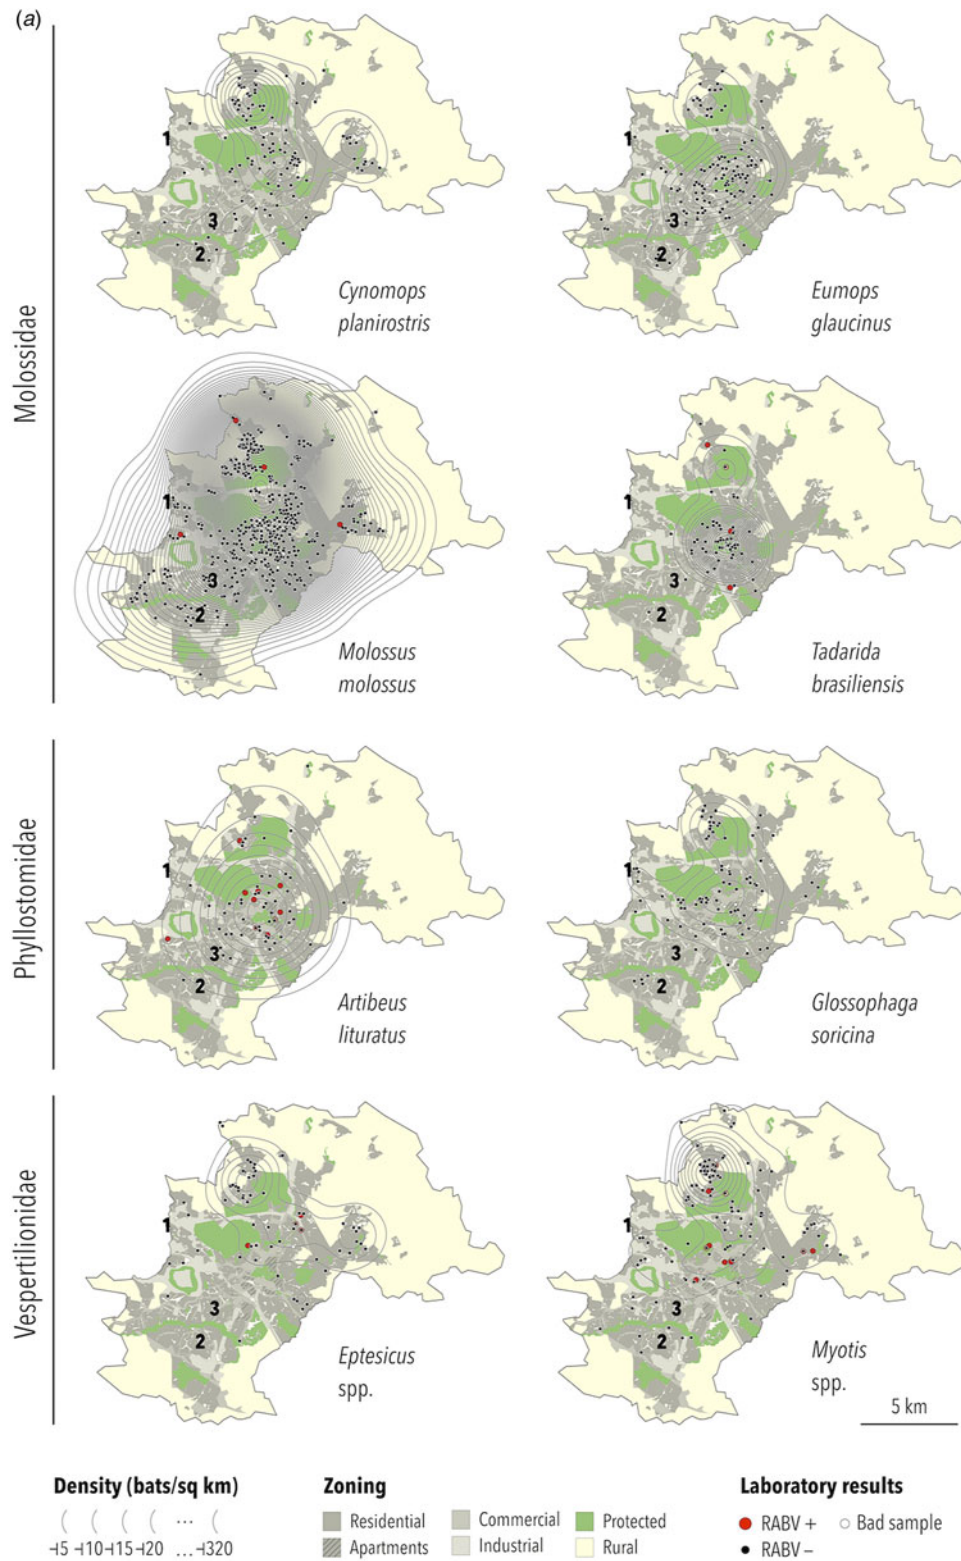 (a)
Molossidae
1
3
2
Cynomops
planirostris
1
3
2
Eumops
glaucinus
1
3
2
Molossus
molossus
1
3
2
Tadarida
brasiliensis
Phyllostomidae
1
3
2
Artibeus
lituratus
1
3
2
Glossophaga
soricina
Vespertilionidae
1
3
2
Eptesicus
spp.
1
3
2
Myotis
spp.
5 km
Density (bats/sq km)
... 
⊣5 ⊣10 ⊣15 ⊣20 ... ⊣320
Zoning
Residential Commercial Protected
Apartments Industrial Rural
Laboratory results
RABV + Bad sample
RABV −